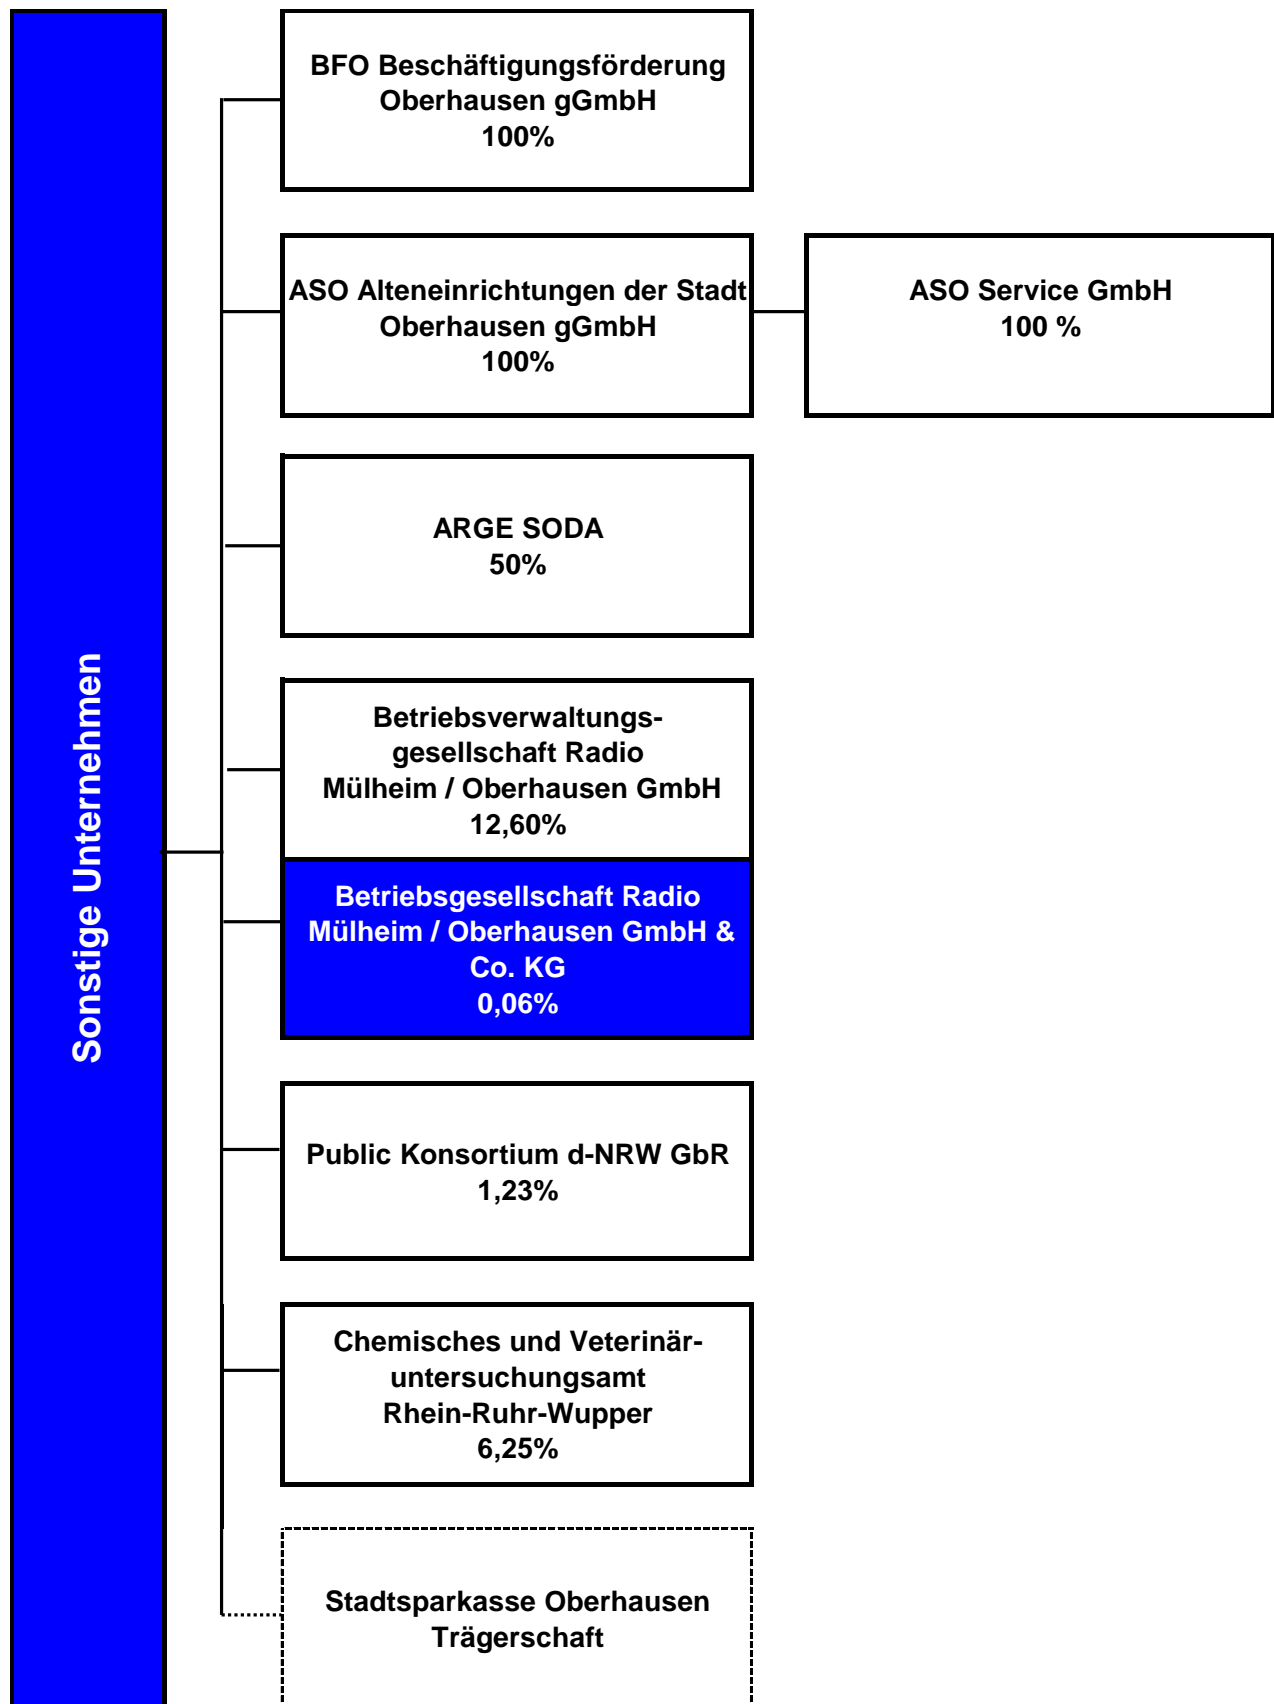 Sonstige Unternehmen
BFO Beschäftigungsförderung
Oberhausen gGmbH
100%
ASO Alteneinrichtungen der Stadt
Oberhausen gGmbH
100%
ASO Service GmbH
100 %
ARGE SODA
50%
Betriebsverwaltungs-
gesellschaft Radio
Mülheim / Oberhausen GmbH
12,60%
Betriebsgesellschaft Radio
Mülheim / Oberhausen GmbH &
Co. KG
0,06%
Public Konsortium d-NRW GbR
1,23%
Chemisches und Veterinär-
untersuchungsamt
Rhein-Ruhr-Wupper
6,25%
Stadtsparkasse Oberhausen
Trägerschaft